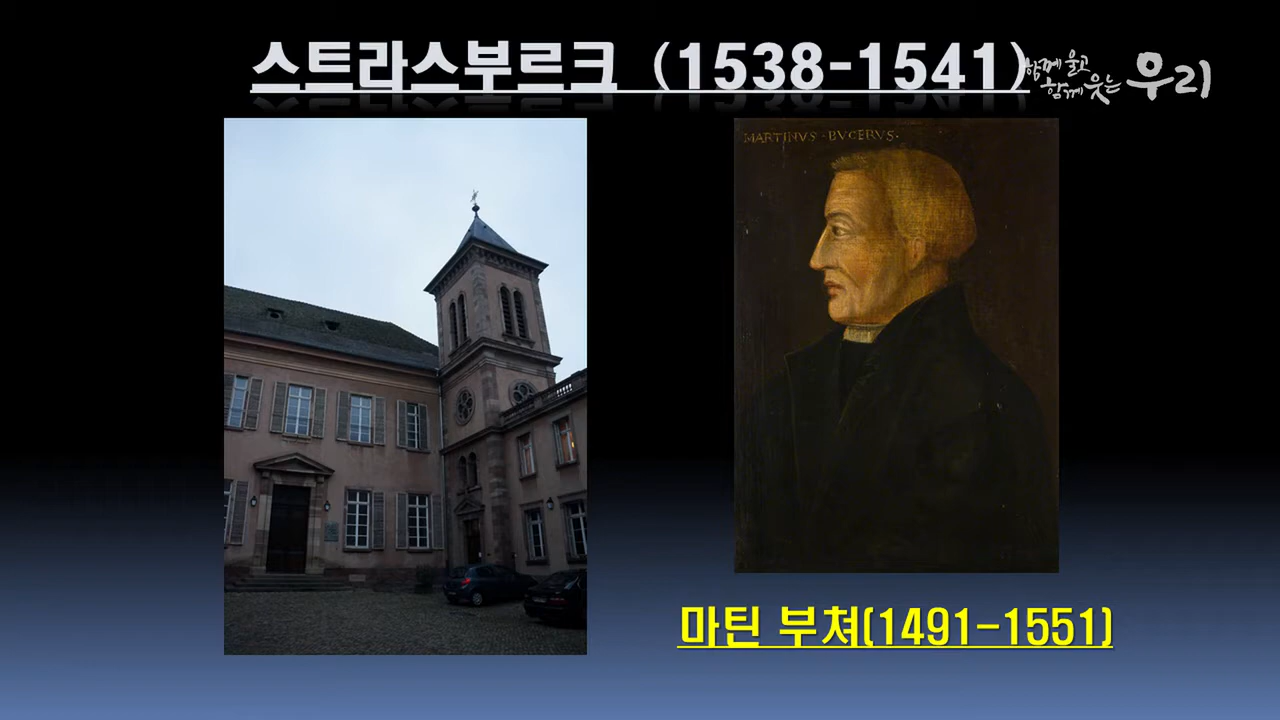 스트라스부르크 (1538-1541)
함께 울고
함께 웃는 우리
MARTINVS · BVCERVS ·
마틴 부쳐(1491-1551)